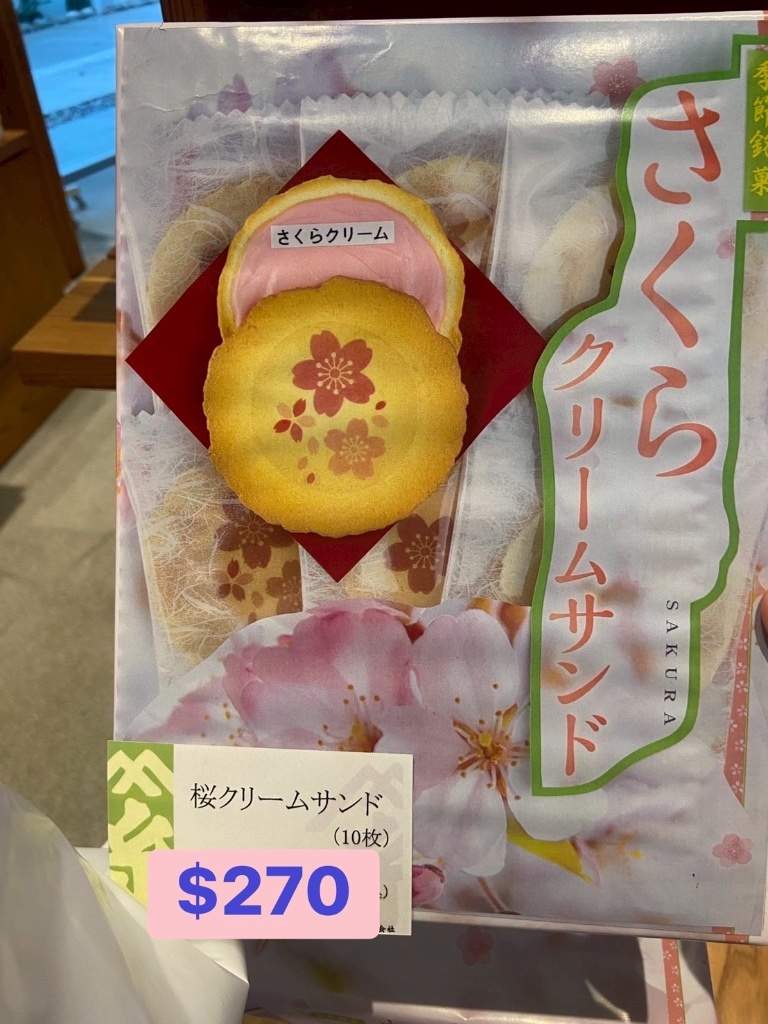 季節銘菓
さくら
クリームサンド
SAKURA
さくらクリーム
桜クリームサンド
(10枚)
$270